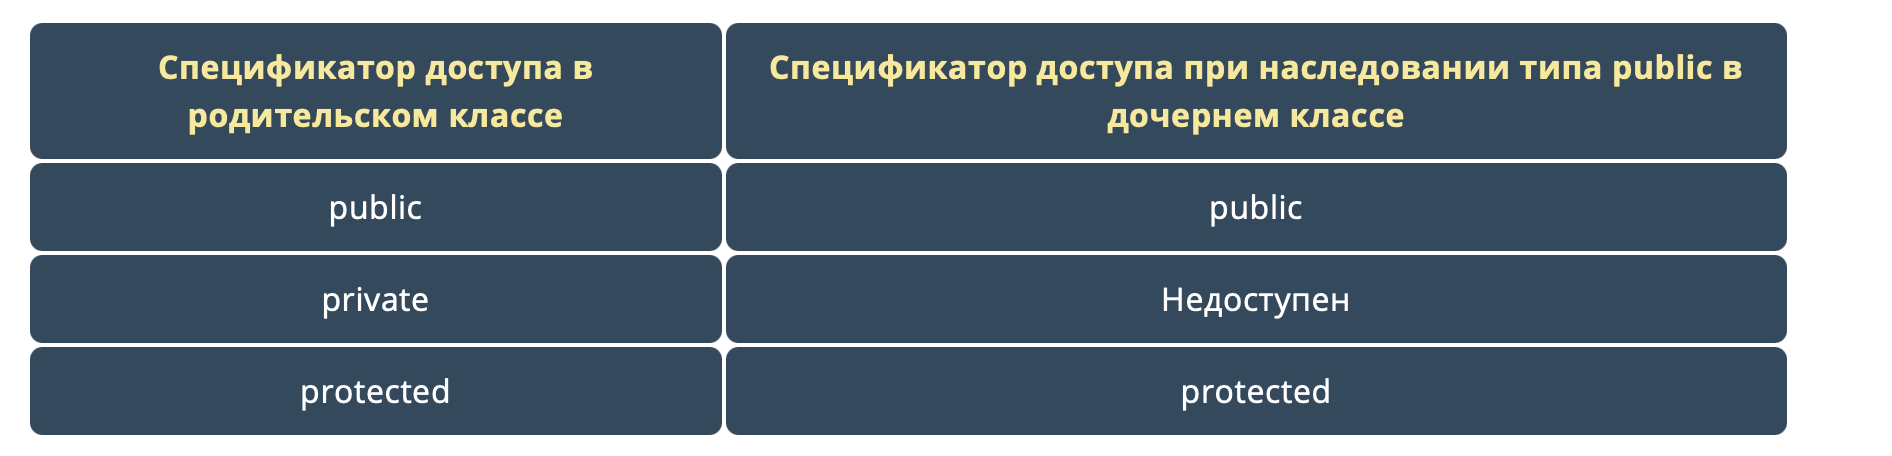 Спецификатор доступа в
родительском классе
Спецификатор доступа при наследовании типа public в
дочернем классе
public
public
private
Недоступен
protected
protected